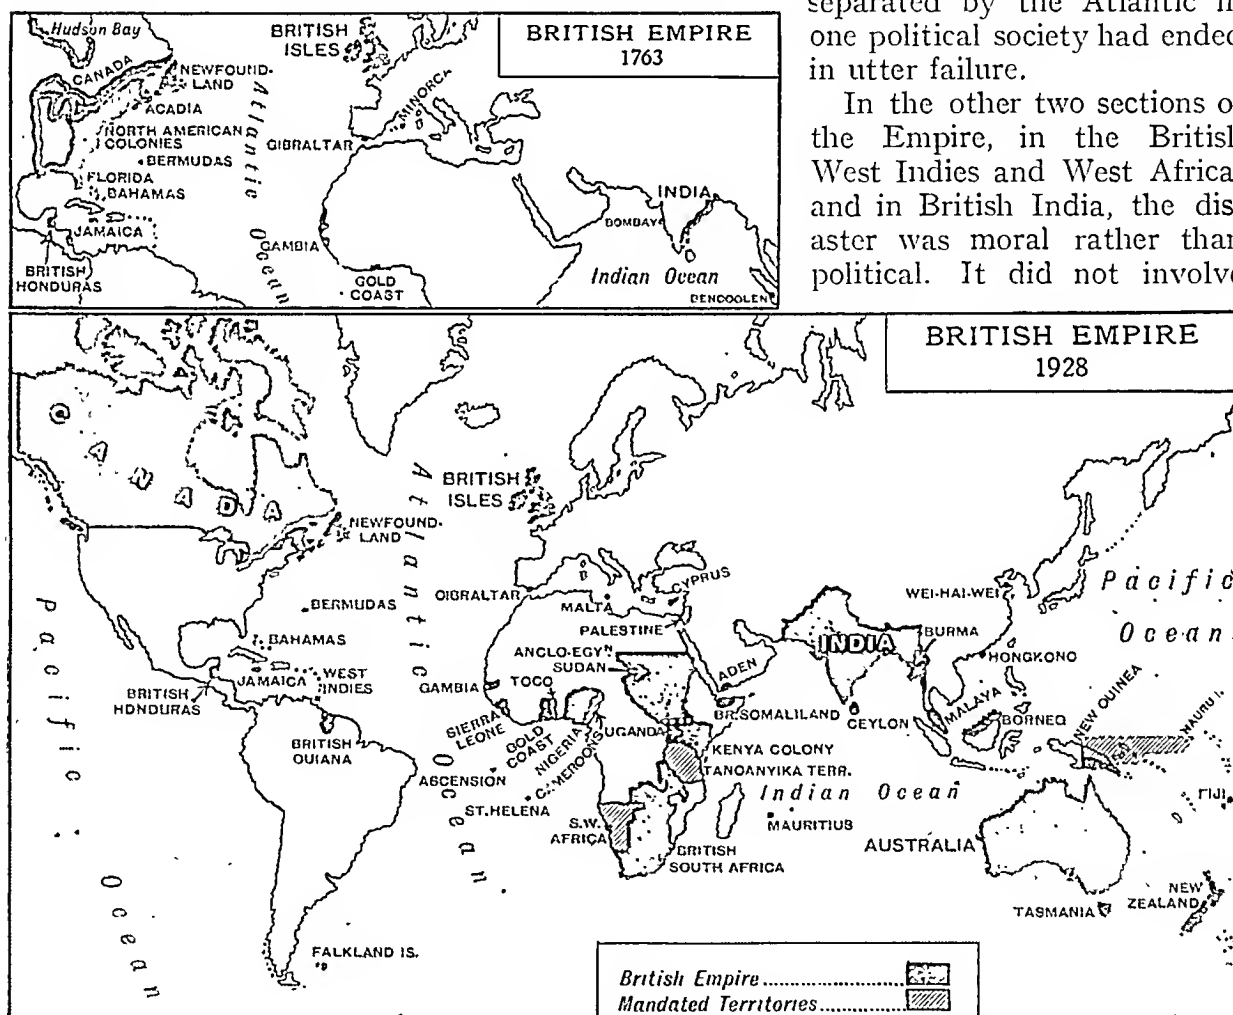 separated by the Atlantic in
one political society had ended
in utter failure.
In the other two sections of
the Empire, in the British
West Indies and West Africa,
and in British India, the dis-
aster was moral rather than
political. It did not involve
BRITISH EMPIRE
1763
Hudson Bay
CANADA
NEWFOUND-
LAND
ACADIA
NORTH AMERICAN
COLONIES
BERMUDAS
FLORIDA
BAHAMAS
JAMAICA
BRITISH
HONDURAS
Atlantic Ocean
BRITISH
ISLES
MINORCA
GIBRALTAR
GAMBIA
GOLD
COAST
INDIA
BOMBAY
Indian Ocean
BENCOOLEN
BRITISH EMPIRE
1928
CANADA
NEWFOUND-
LAND
BRITISH
ISLES
Atlantic Ocean
Pacific Ocean
BERMUDAS
BAHAMAS
JAMAICA
WEST
INDIES
BRITISH
HONDURAS
BRITISH
GUIANA
FALKLAND IS.
GIBRALTAR
MALTA
CYPRUS
PALESTINE
ANGLO-EGYN
SUDAN
ADEN
GAMBIA
TOGO
SIERRA
LEONE
GOLD
COAST
NIGERIA
CAMEROONS
UGANDA
BR. SOMALILAND
KENYA COLONY
TANGANYIKA TERR.
ASCENSION
ST. HELENA
S.W.
AFRICA
BRITISH
SOUTH AFRICA
MAURITIUS
Indian Ocean
INDIA
BURMA
CEYLON
WEI-HAI-WEI
HONGKONG
MALAYA
BORNEO
NEW GUINEA
NAURU I.
FIJI
Pacific
Ocean
AUSTRALIA
TASMANIA
NEW
ZEALAND
British Empire
Mandated Territories